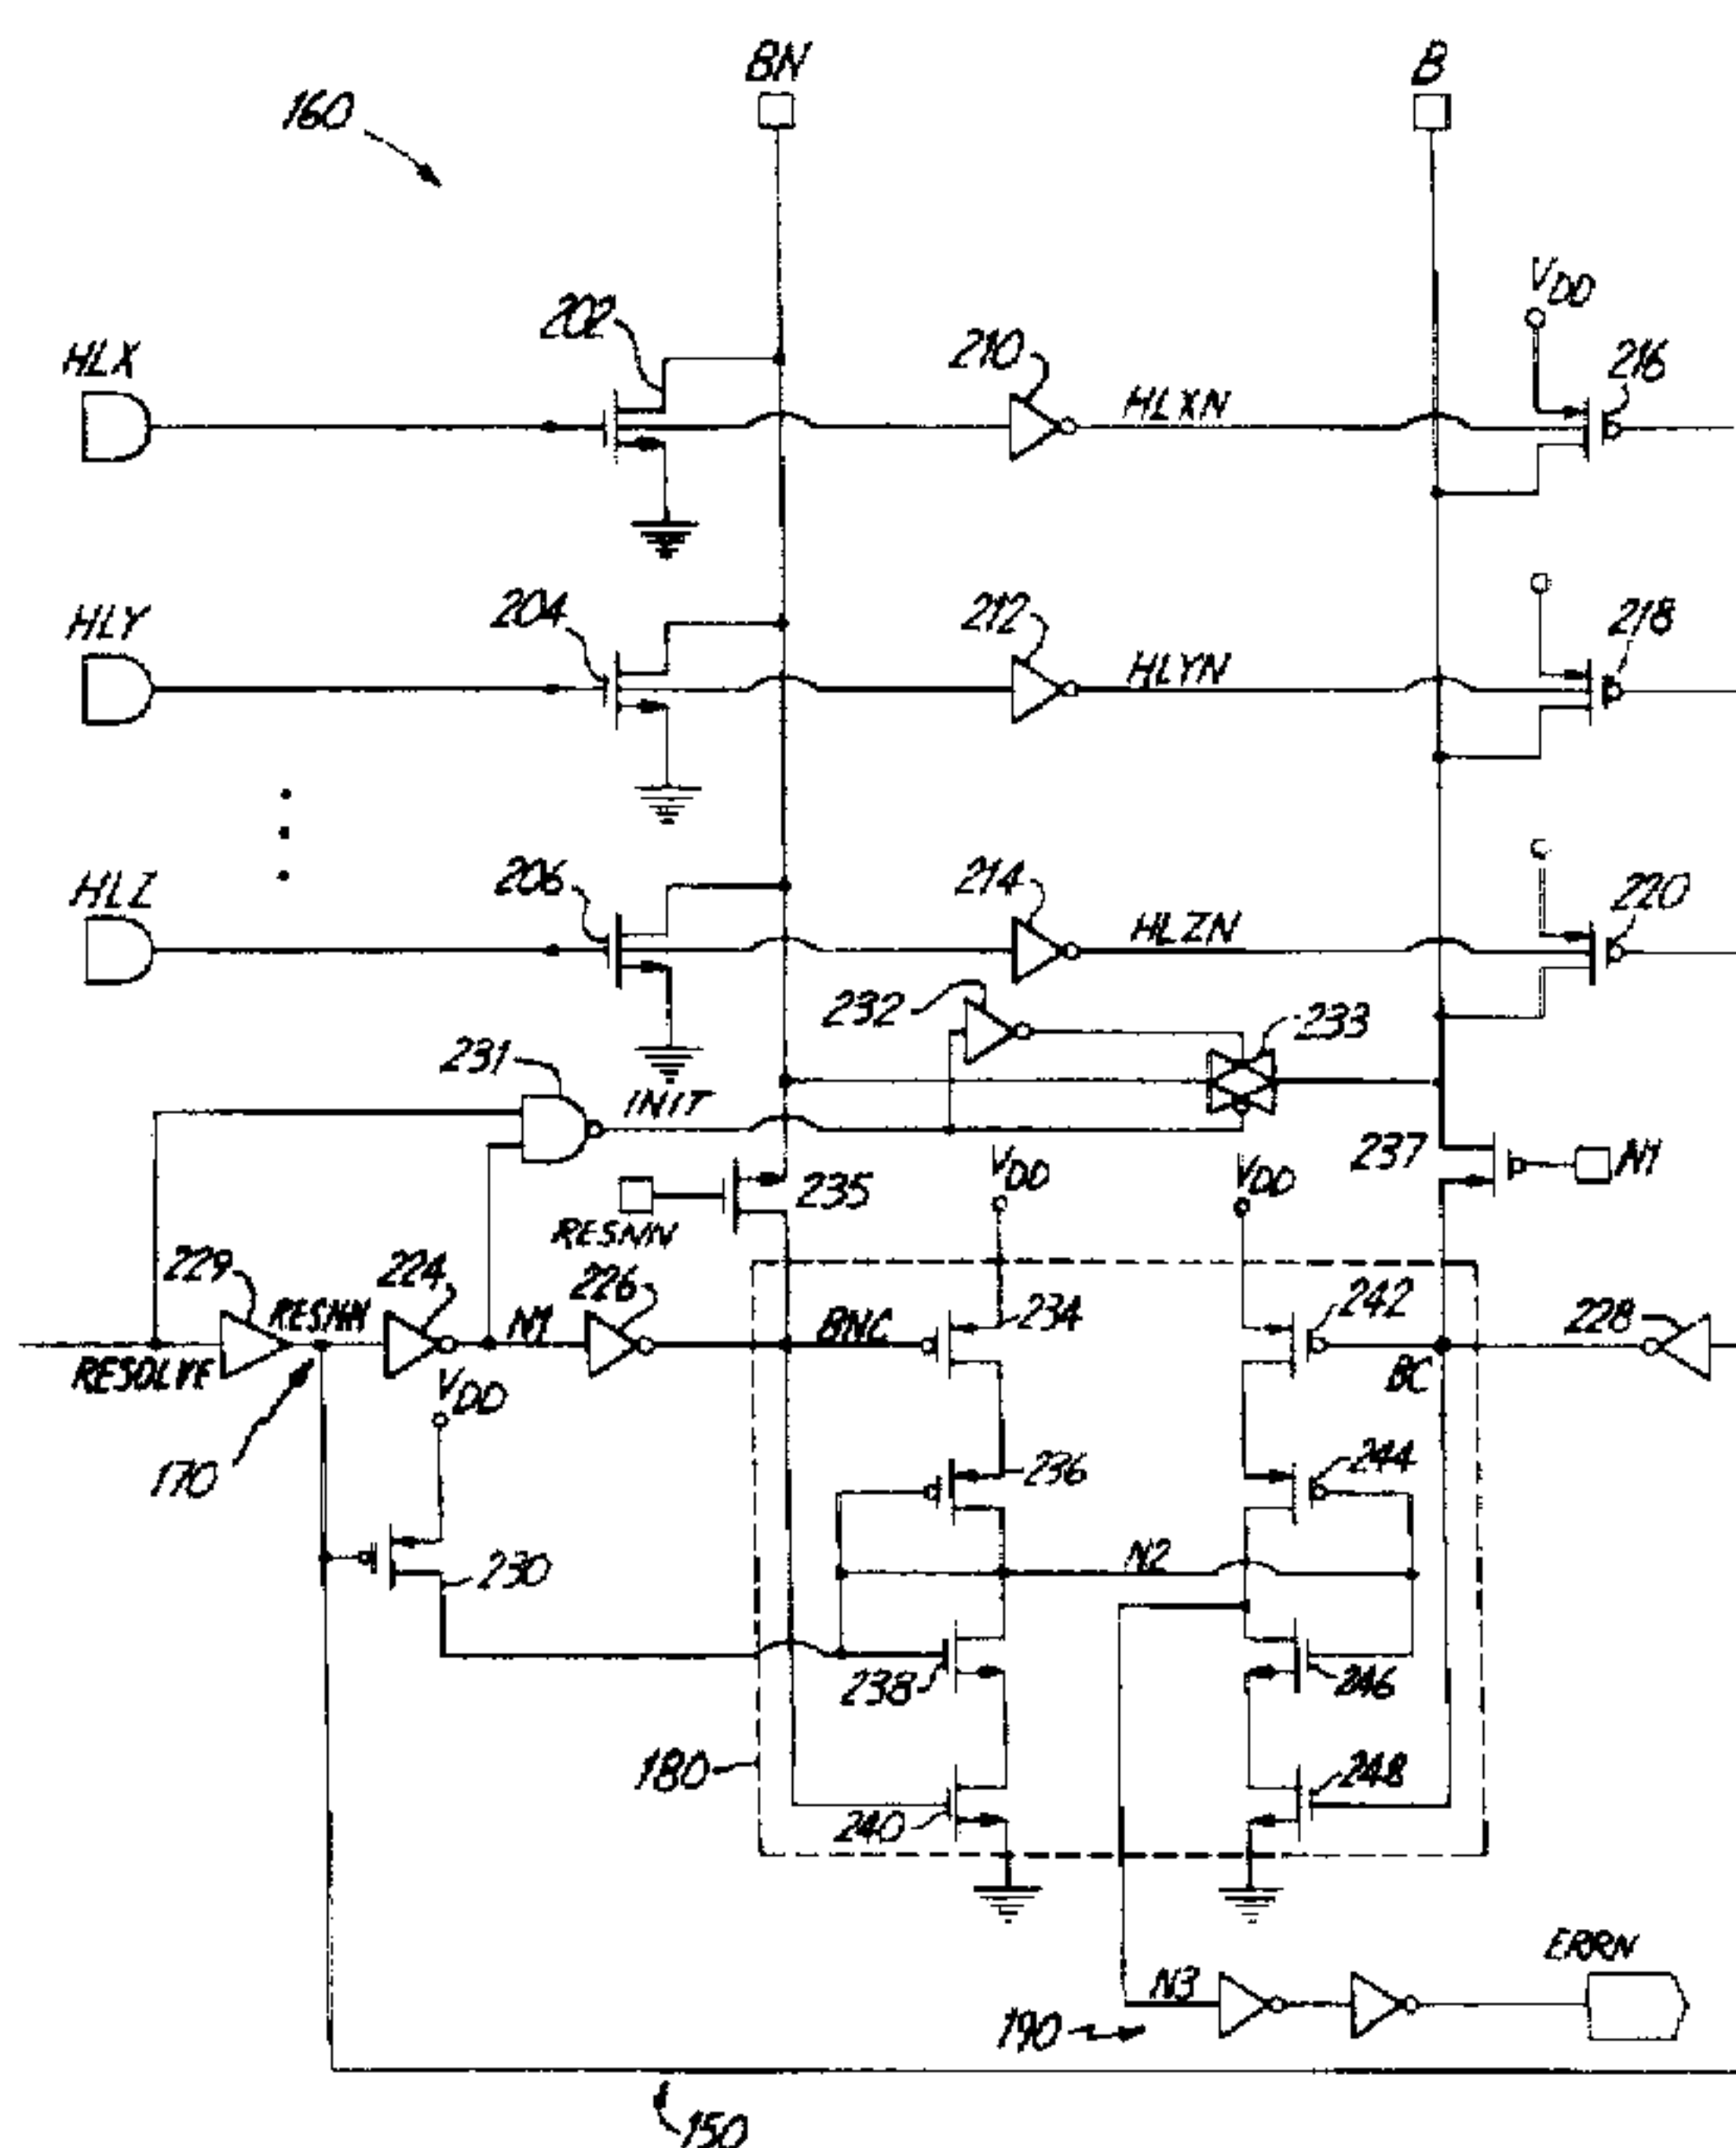 BN
B
160
VDD
202
210
216
HLX
HLXN
204
212
218
HLY
HLYN
206
214
220
HLZ
HLZN
232
233
231
INIT
237
N1
VDD
VDD
235
RESNN
229
224
226
234
242
228
RESNN
N1
BNC
BC
RESOLVE
VDD
170
236
244
N2
230
238
246
180
240
248
ERRN
N3
190
150